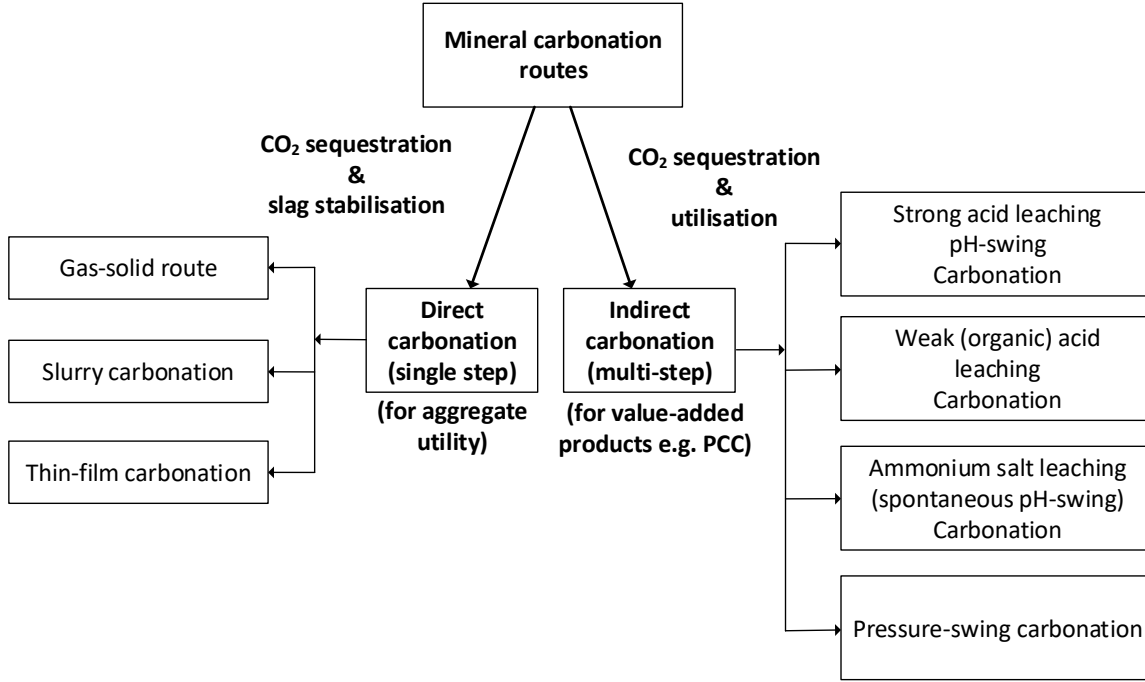 Mineral carbonation
routes
CO₂ sequestration
&
slag stabilisation
CO₂ sequestration
&
utilisation
Gas-solid route
Slurry carbonation
Thin-film carbonation
Direct
carbonation
(single step)
(for aggregate
utility)
Indirect
carbonation
(multi-step)
(for value-added
products e.g. PCC)
Strong acid leaching
pH-swing
Carbonation
Weak (organic) acid
leaching
Carbonation
Ammonium salt leaching
(spontaneous pH-swing)
Carbonation
Pressure-swing carbonation